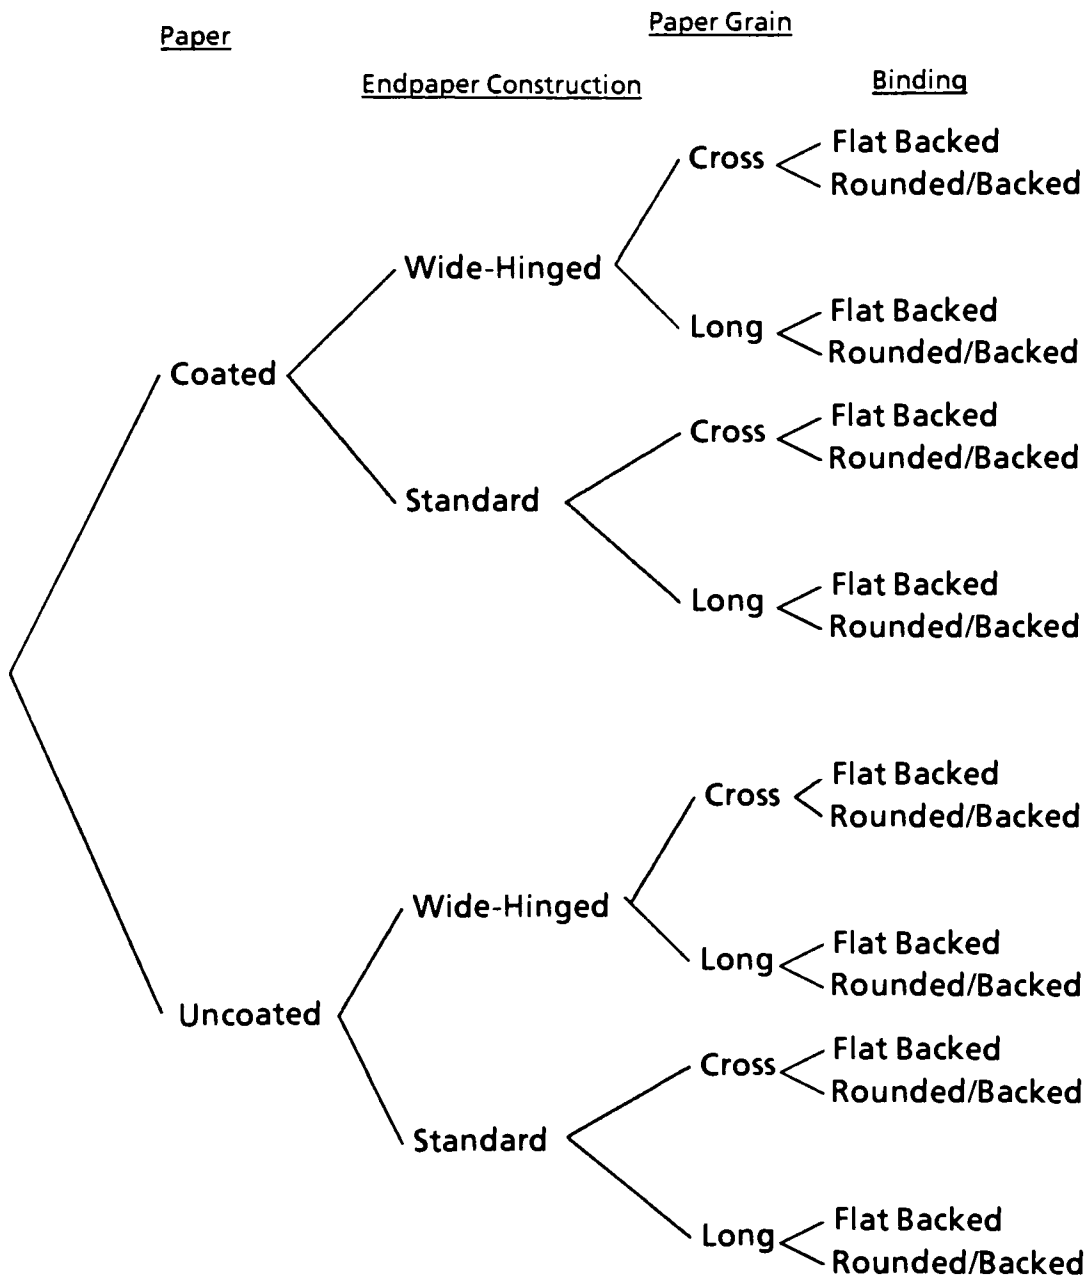 Paper Grain
Paper
Endpaper Construction
Binding
Flat Backed
Cross
Rounded/Backed
Wide-Hinged
Flat Backed
Long
Rounded/Backed
Coated
Flat Backed
Cross
Rounded/Backed
Standard
Flat Backed
Long
Rounded/Backed
Flat Backed
Cross
Rounded/Backed
Wide-Hinged
Flat Backed
Long
Rounded/Backed
Uncoated
Flat Backed
Cross
Rounded/Backed
Standard
Flat Backed
Long
Rounded/Backed